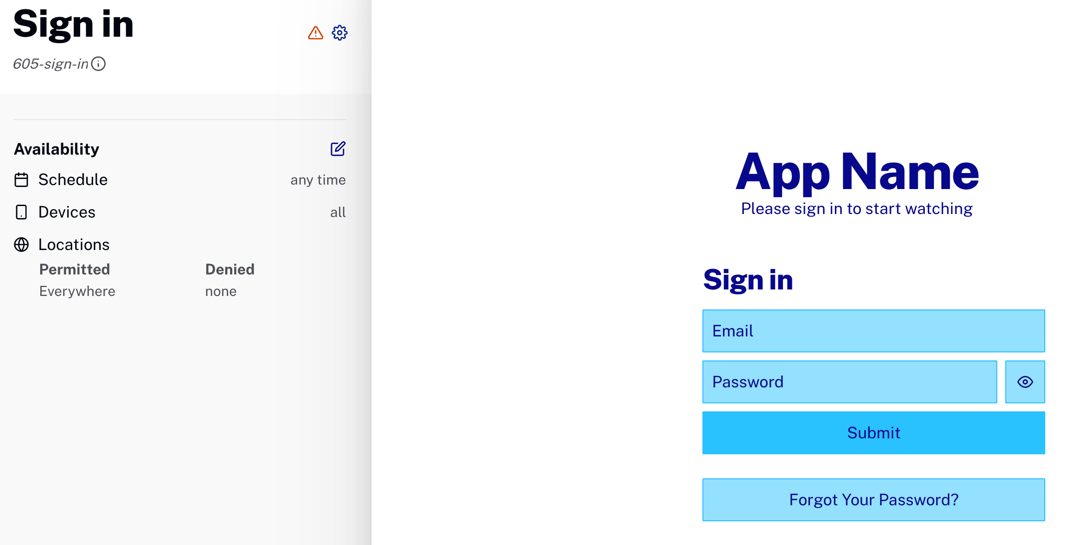 Sign in
605-sign-in
Availability
Schedule any time
Devices all
Locations
Permitted Denied
Everywhere none
App Name
Please sign in to start watching
Sign in
Email
Password
Submit
Forgot Your Password?